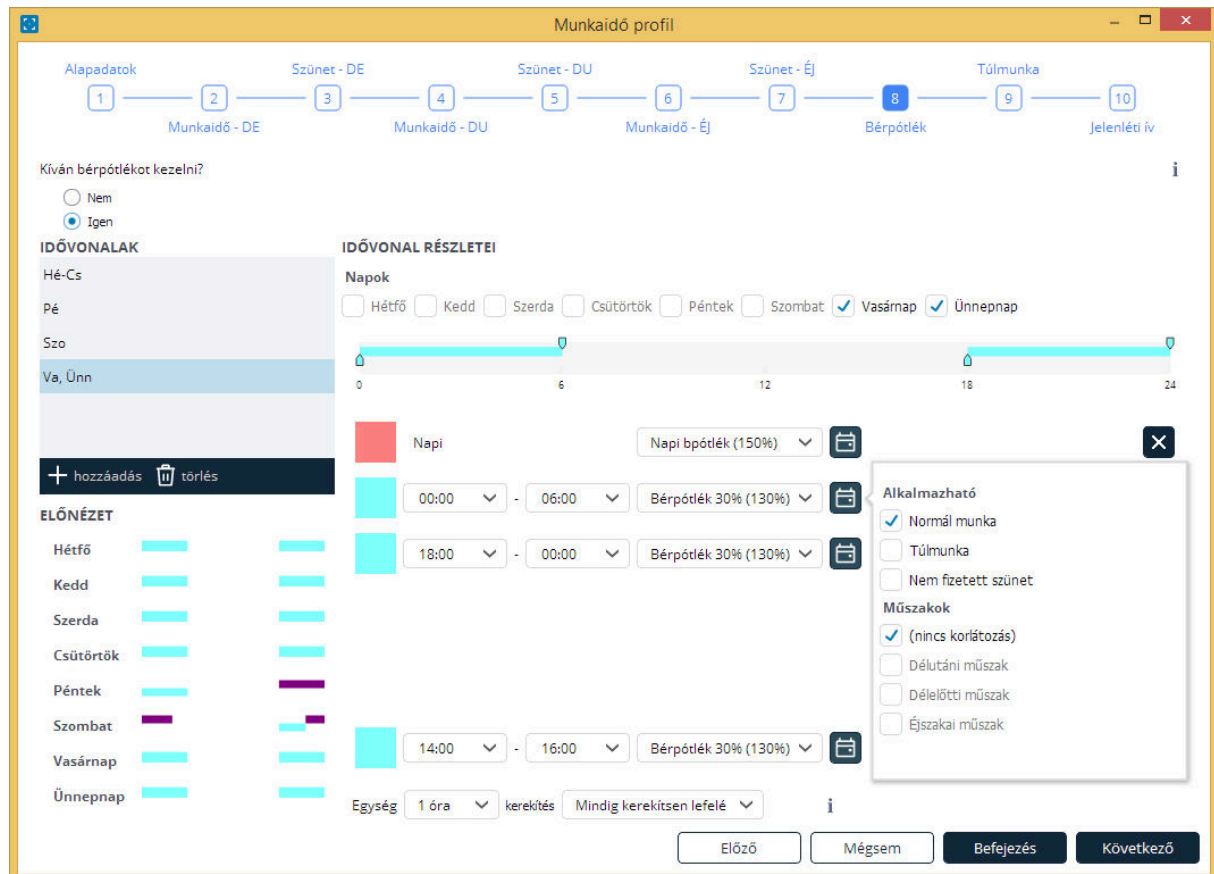 Munkaidó profil
Alapadatok Szünet - DE Szünet - DU Szünet - Éj Túlmunka
1 2 3 4 5 6 7 8 9 10
Munkaidő - DE Munkaidő - DU Munkaidő - Éj Bérpótlék Jelenléti ív
Kíván bérpótlékot kezelni?
i
Nem
Igen
IDŐVONALAK
Hé-Cs
Pé
Szo
Va, Ünn
hozzáadás törlés
ELŐNÉZET
Hétfő
Kedd
Szerda
Csütörtök
Péntek
Szombat
Vasárnap
Ünnepnap
IDŐVONAL RÉSZLETEI
Napok
Hétfő Kedd Szerda Csütörtök Péntek Szombat Vasárnap Ünnepnap
0 6 12 18 24
Napi Napi bpótlék (150%)
00:00 - 06:00 Bérpótlék 30% (130%)
18:00 - 00:00 Bérpótlék 30% (130%)
14:00 - 16:00 Bérpótlék 30% (130%)
Alkalmazható
Normál munka
Túlmunka
Nem fizetett szünet
Műszakok
(nincs korlátozás)
Délutáni műszak
Délelőtti műszak
Éjszakai műszak
Egység 1 óra kerekítés Mindig kerekítsen lefelé i
Előző Mégsem Befejezés Következő